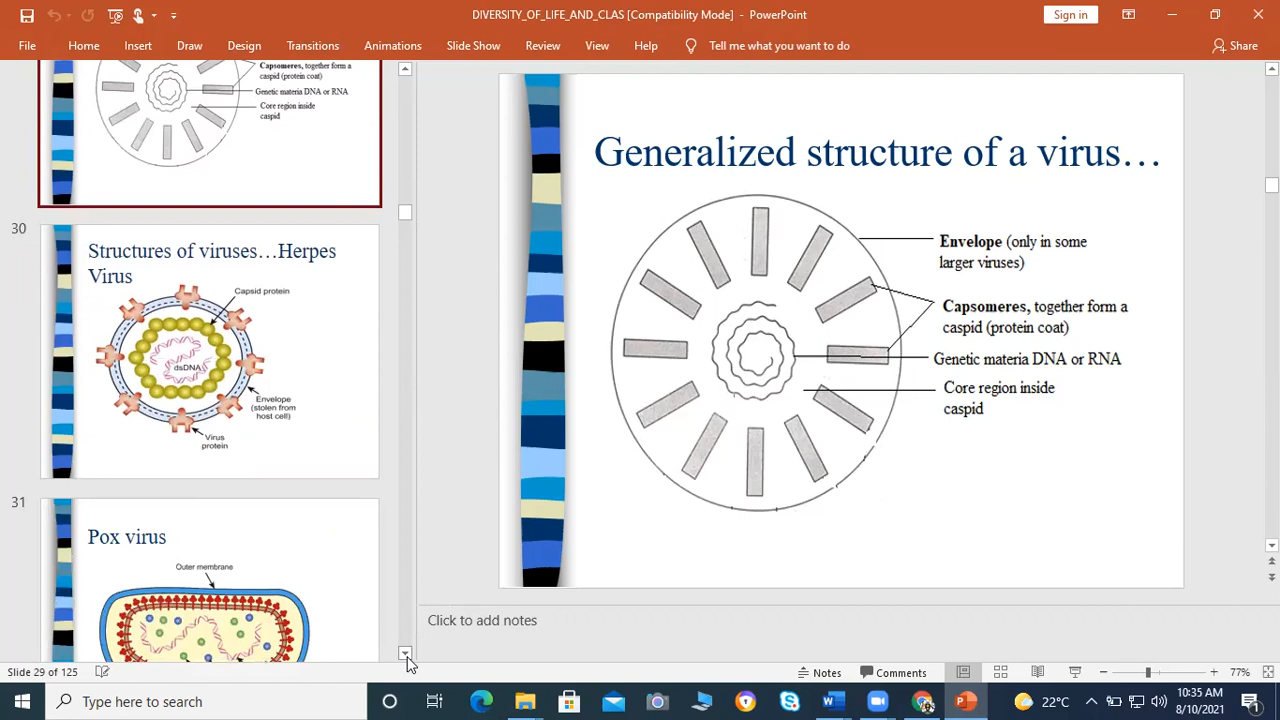 DIVERSITY_OF_LIFE_AND_CLAS [Compatibility Mode] - PowerPoint
Sign in
File Home Insert Draw Design Transitions Animations Slide Show Review View Help Tell me what you want to do Share
Capsomeres, together form a
caspid (protein coat)
Genetic materia DNA or RNA
Core region inside
caspid
30
Structures of viruses…Herpes
Virus
Capsid protein
dsDNA
Envelope
(stolen from
host cell)
Virus
protein
31
Pox virus
Outer membrane
Generalized structure of a virus…
Envelope (only in some
larger viruses)
Capsomeres, together form a
caspid (protein coat)
Genetic materia DNA or RNA
Core region inside
caspid
Click to add notes
Slide 29 of 125
Notes Comments 77%
Type here to search
22°C
10:35 AM
8/10/2021
1